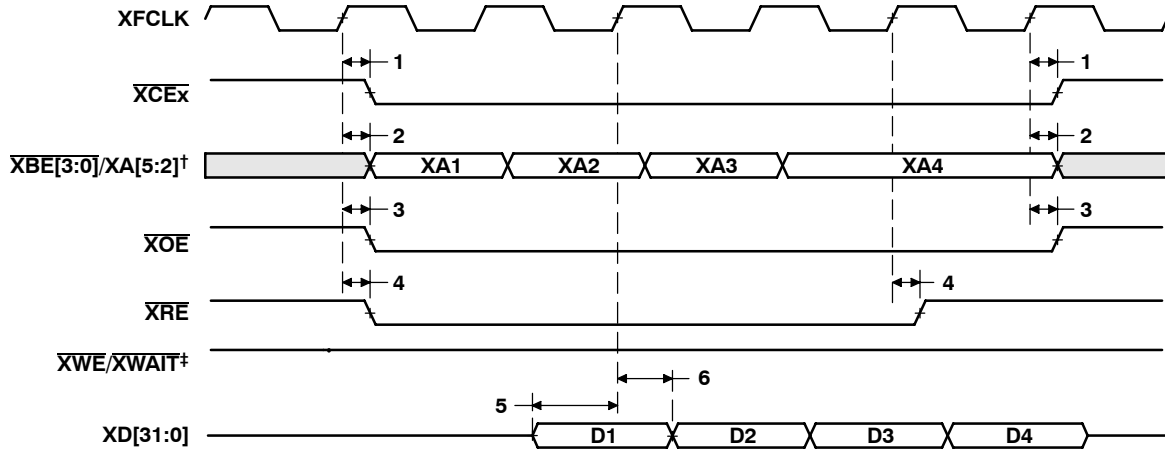 XFCLK
1 1
XCEx
2 2
XBE[3:0]/XA[5:2]† XA1 XA2 XA3 XA4
3 3
XOE
4 4
XRE
XWE/XWAIT‡
6
5
XD[31:0] D1 D2 D3 D4